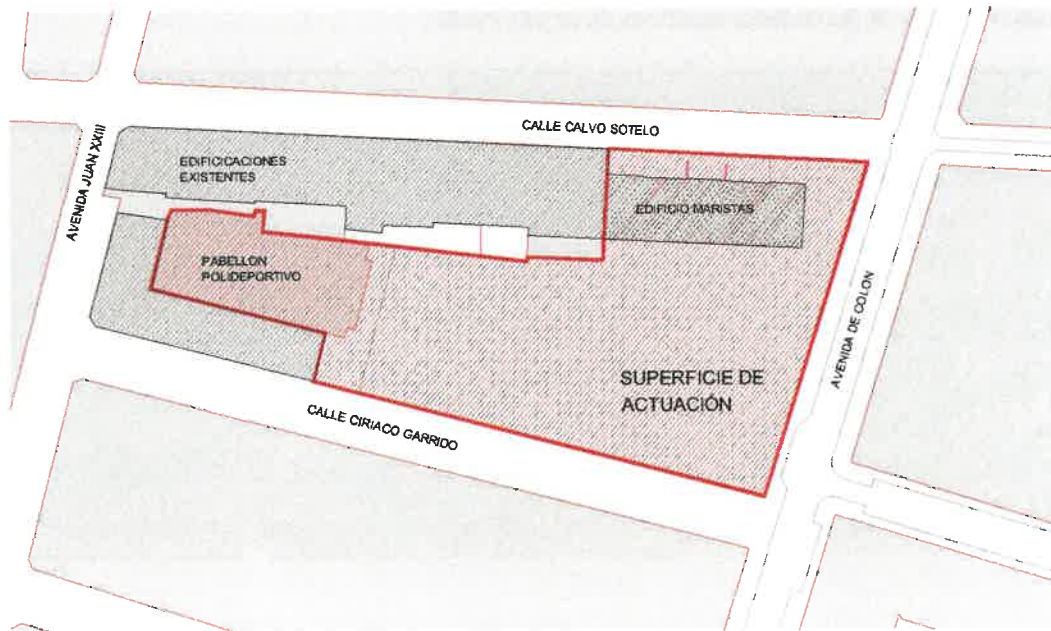 CALLE CALVO SOTELO
AVENIDA JUAN XXIII
EDIFICICACIONES
EXISTENTES
EDIFICIO MARISTAS
PABELLON
POLIDEPORTIVO
AVENIDA DE COLON
SUPERFICIE DE
ACTUACIÓN
CALLE CIRIACO GARRIDO